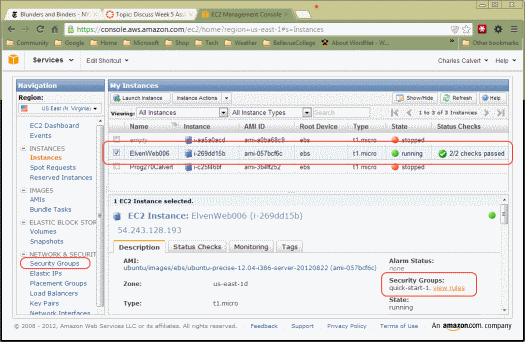 Blunders and Binders - NY
Topic: Discuss Week 5 Ass
EC2 Management Console
https://console.aws.amazon.com/ec2/home?region=us-east-1#s=Instances
Community
Google
Home
Microsoft
Shop
Tech
Weather
BellevueCollege
About WordNet - W
Other bookmarks
Services
Edit Shortcut
Charles Calvert
Help
Navigation
Region:
US East (N. Virginia)
EC2 Dashboard
Events
INSTANCES
Instances
Spot Requests
Reserved Instances
IMAGES
AMIs
Bundle Tasks
ELASTIC BLOCK STOR
Volumes
Snapshots
NETWORK & SECURIT
Security Groups
Elastic IPs
Placement Groups
Load Balancers
Key Pairs
Network Interfaces
My Instances
Launch Instance
Instance Actions
Show/Hide
Refresh
Help
Viewing: All Instances All Instance Types Search
1 to 3 of 3 Instances
Name Instance AMI ID Root Device Type State Status Checks
empty ebs t1.micro stopped
ElvenWeb006 i-269dd15b ami-057bcf6c ebs t1.micro running 2/2 checks passed
Prog270Calvert ebs t1.micro stopped
1 EC2 Instance selected.
EC2 Instance: ElvenWeb006 (i-269dd15b)
54.243.128.193
Description Status Checks Monitoring Tags
AMI:
ubuntu/images/ebs/ubuntu-precise-12.04-i386-server-20120822 (ami-057bcf6c)
Alarm Status:
none
Zone: us-east-1d
Security Groups:
quick-start-1. view rules
Type: t1.micro
State:
running
© 2008 - 2012, Amazon Web Services LLC or its affiliates. All rights reserved.
Feedback
Support
Privacy Policy
Terms of Use
An amazon.com company